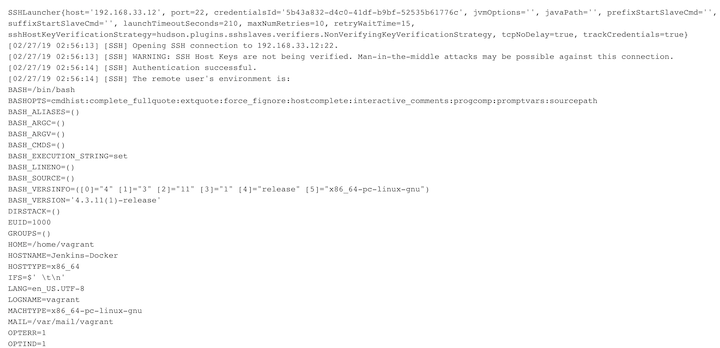 SSHLauncher{host='192.168.33.12', port=22, credentialsId='5b43a832-d4c0-41df-b9bf-52535b61776c', jvmOptions='', javaPath='', prefixStartSlaveCmd='',
suffixStartSlaveCmd='', launchTimeoutSeconds=210, maxNumRetries=10, retryWaitTime=15,
sshHostKeyVerificationStrategy=hudson.plugins.sshslaves.verifiers.NonVerifyingKeyVerificationStrategy, tcpNoDelay=true, trackCredentials=true}
[02/27/19 02:56:13] [SSH] Opening SSH connection to 192.168.33.12:22.
[02/27/19 02:56:13] [SSH] WARNING: SSH Host Keys are not being verified. Man-in-the-middle attacks may be possible against this connection.
[02/27/19 02:56:14] [SSH] Authentication successful.
[02/27/19 02:56:14] [SSH] The remote user's environment is:
BASH=/bin/bash
BASHOPTS=cmdhist:complete_fullquote:extquote:force_fignore:hostcomplete:interactive_comments:progcomp:promptvars:sourcepath
BASH_ALIASES=()
BASH_ARGC=()
BASH_ARGV=()
BASH_CMDS=()
BASH_EXECUTION_STRING=set
BASH_LINENO=()
BASH_SOURCE=()
BASH_VERSINFO=([0]="4" [1]="3" [2]="11" [3]="1" [4]="release" [5]="x86_64-pc-linux-gnu")
BASH_VERSION='4.3.11(1)-release'
DIRSTACK=()
EUID=1000
GROUPS=()
HOME=/home/vagrant
HOSTNAME=Jenkins-Docker
HOSTTYPE=x86_64
IFS=$' \t\n'
LANG=en_US.UTF-8
LOGNAME=vagrant
MACHTYPE=x86_64-pc-linux-gnu
MAIL=/var/mail/vagrant
OPTERR=1
OPTIND=1